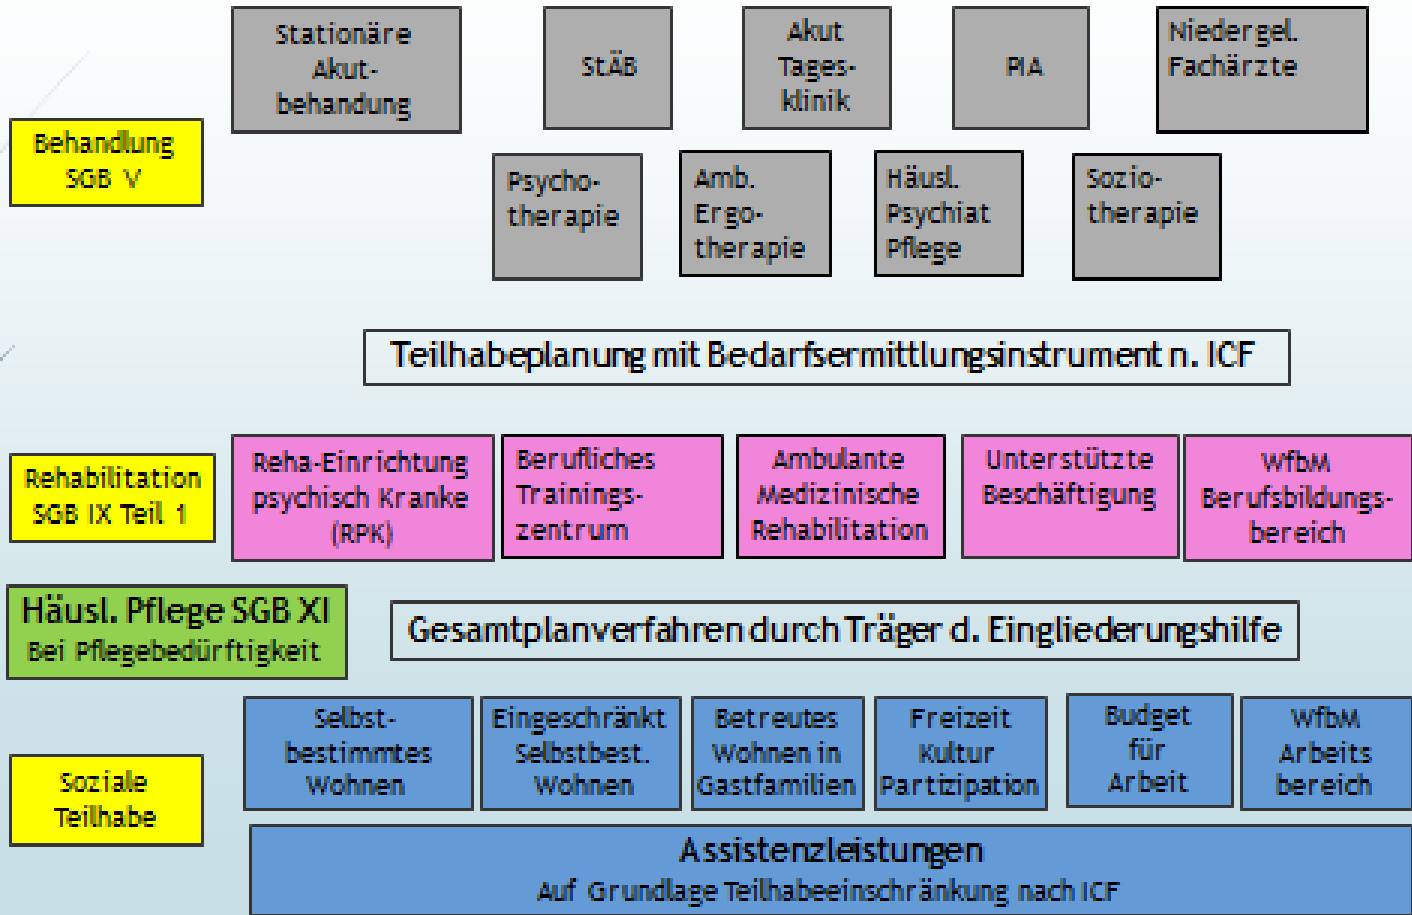 Stationäre
Akut-
behandung
StÄB
Akut
Tages-
klinik
PIA
Niedergel.
Fachärzte
Behandlung
SGB V
Psycho-
therapie
Amb.
Ergo-
therapie
Häusl.
Psychiat
Pflege
Sozio-
therapie
Teilhabeplanung mit Bedarfsermittlungsinstrument n. ICF
Rehabilitation
SGB IX Teil 1
Reha-Einrichtung
psychisch Kranke
(RPK)
Berufliches
Trainings-
zentrum
Ambulante
Medizinische
Rehabilitation
Unterstützte
Beschäftigung
WfbM
Berufsbildungs-
bereich
Häusl. Pflege SGB XI
Bei Pflegebedürftigkeit
Gesamtplanverfahren durch Träger d. Eingliederungshilfe
Soziale
Teilhabe
Selbst-
bestimmtes
Wohnen
Eingeschränkt
Selbstbest.
Wohnen
Betreutes
Wohnen in
Gastfamilien
Freizeit
Kultur
Partizipation
Budget
für
Arbeit
WfbM
Arbeits
bereich
Assistenzleistungen
Auf Grundlage Teilhabeeinschränkung nach ICF